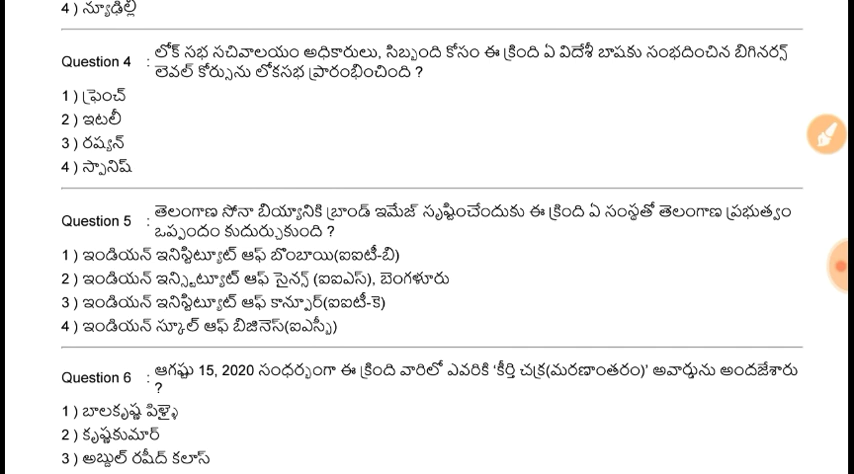 4 ) న్యూఢిల్లీ
Question 4 : లోక్ సభ సచివాలయం అధికారులు, సిబ్బంది కోసం ఈ క్రింది ఏ విదేశీ బాషకు సంభదించిన బిగినర్స్
లెవల్ కోర్సును లోకసభ ప్రారంభించింది ?
1 ) ఫ్రెంచ్
2 ) ఇటలీ
3 ) రష్యన్
4 ) స్పానిష్
Question 5 : తెలంగాణ సోనా బియ్యానికి బ్రాండ్ ఇమేజ్ సృష్టించేందుకు ఈ క్రింది ఏ సంస్థతో తెలంగాణ ప్రభుత్వం
ఒప్పందం కుదుర్చుకుంది ?
1 ) ఇండియన్ ఇనిస్టిట్యూట్ ఆఫ్ బొంబాయి(ఐఐటీ-బి)
2 ) ఇండియన్ ఇన్స్టిట్యూట్ ఆఫ్ సైన్స్ (ఐఐఎస్), బెంగళూరు
3 ) ఇండియన్ ఇనిస్టిట్యూట్ ఆఫ్ కాన్పూర్(ఐఐటీ-కె)
4 ) ఇండియన్ స్కూల్ ఆఫ్ బిజినెస్(ఐఎస్బీ)
Question 6 : ఆగష్టు 15, 2020 సంధర్భంగా ఈ క్రింది వారిలో ఎవరికి 'కీర్తి చక్ర(మరణాంతరం)' అవార్డును అందజేశారు
?
1 ) బాలకృష్ణ పిళ్ళై
2 ) కృష్ణకుమార్
3 ) అబ్దుల్ రషీద్ కలాస్